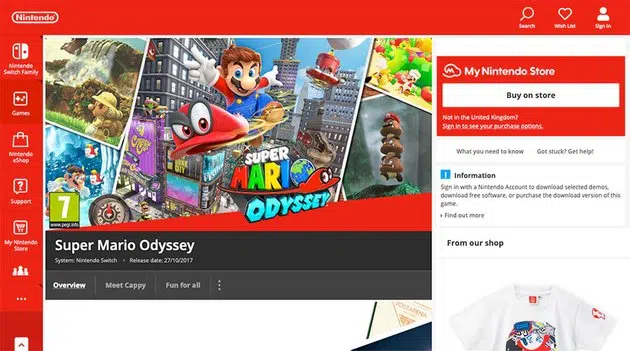 Nintendo
Search
Wish List
Sign In
Nintendo
Switch Family
Games
Nintendo
eShop
Support
My Nintendo
Store
SUPER
MARIO
ODYSSEY
7
www.pegi.info
Super Mario Odyssey
System: Nintendo Switch • Release date: 27/10/2017
Overview
Meet Cappy
Fun for all
My Nintendo Store
Buy on store
Not in the United Kingdom?
Sign in to see your purchase options.
What you need to know
Got stuck? Get help!
Information
Sign in with a Nintendo Account to download selected demos,
download free software, or purchase the download version of this
game.
Find out more
From our shop